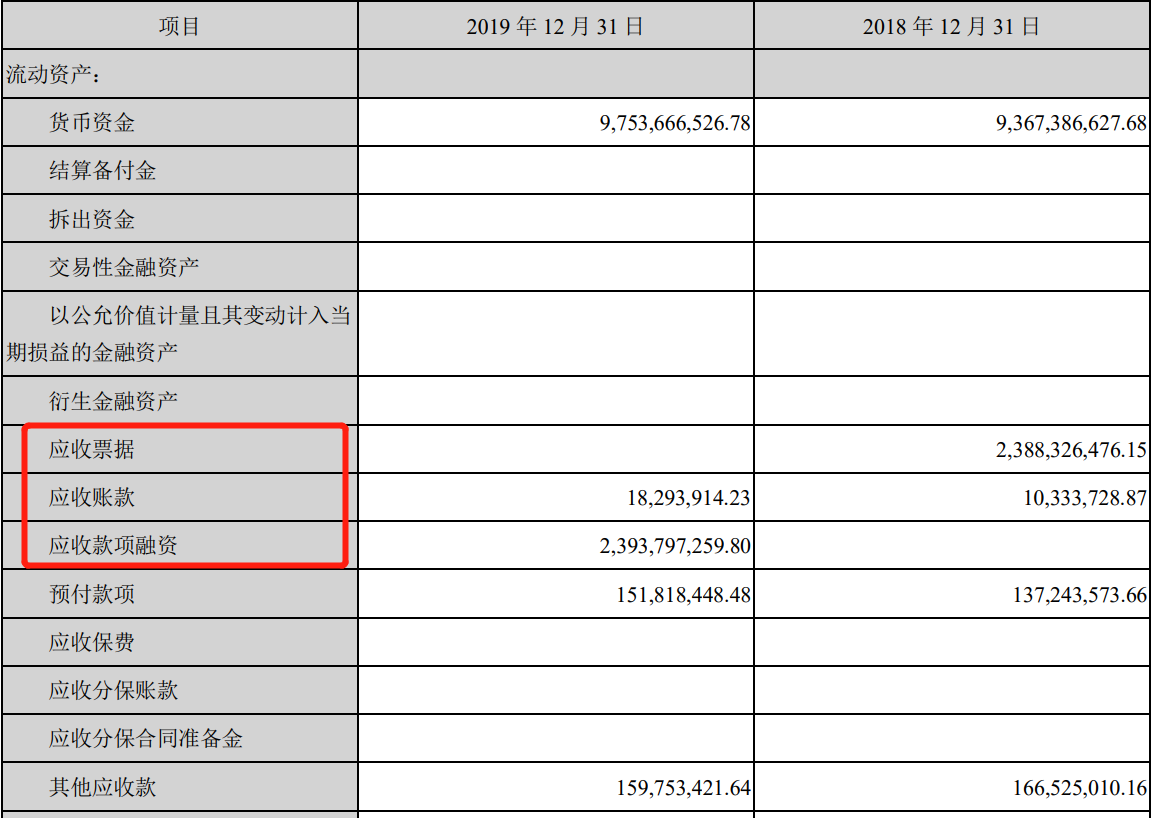 项目 2019 年 12 月 31 日 2018 年 12 月 31 日
流动资产：
货币资金 9,753,666,526.78 9,367,386,627.68
结算备付金
拆出资金
交易性金融资产
以公允价值计量且其变动计入当
期损益的金融资产
衍生金融资产
应收票据 2,388,326,476.15
应收账款 18,293,914.23 10,333,728.87
应收款项融资 2,393,797,259.80
预付款项 151,818,448.48 137,243,573.66
应收保费
应收分保账款
应收分保合同准备金
其他应收款 159,753,421.64 166,525,010.16